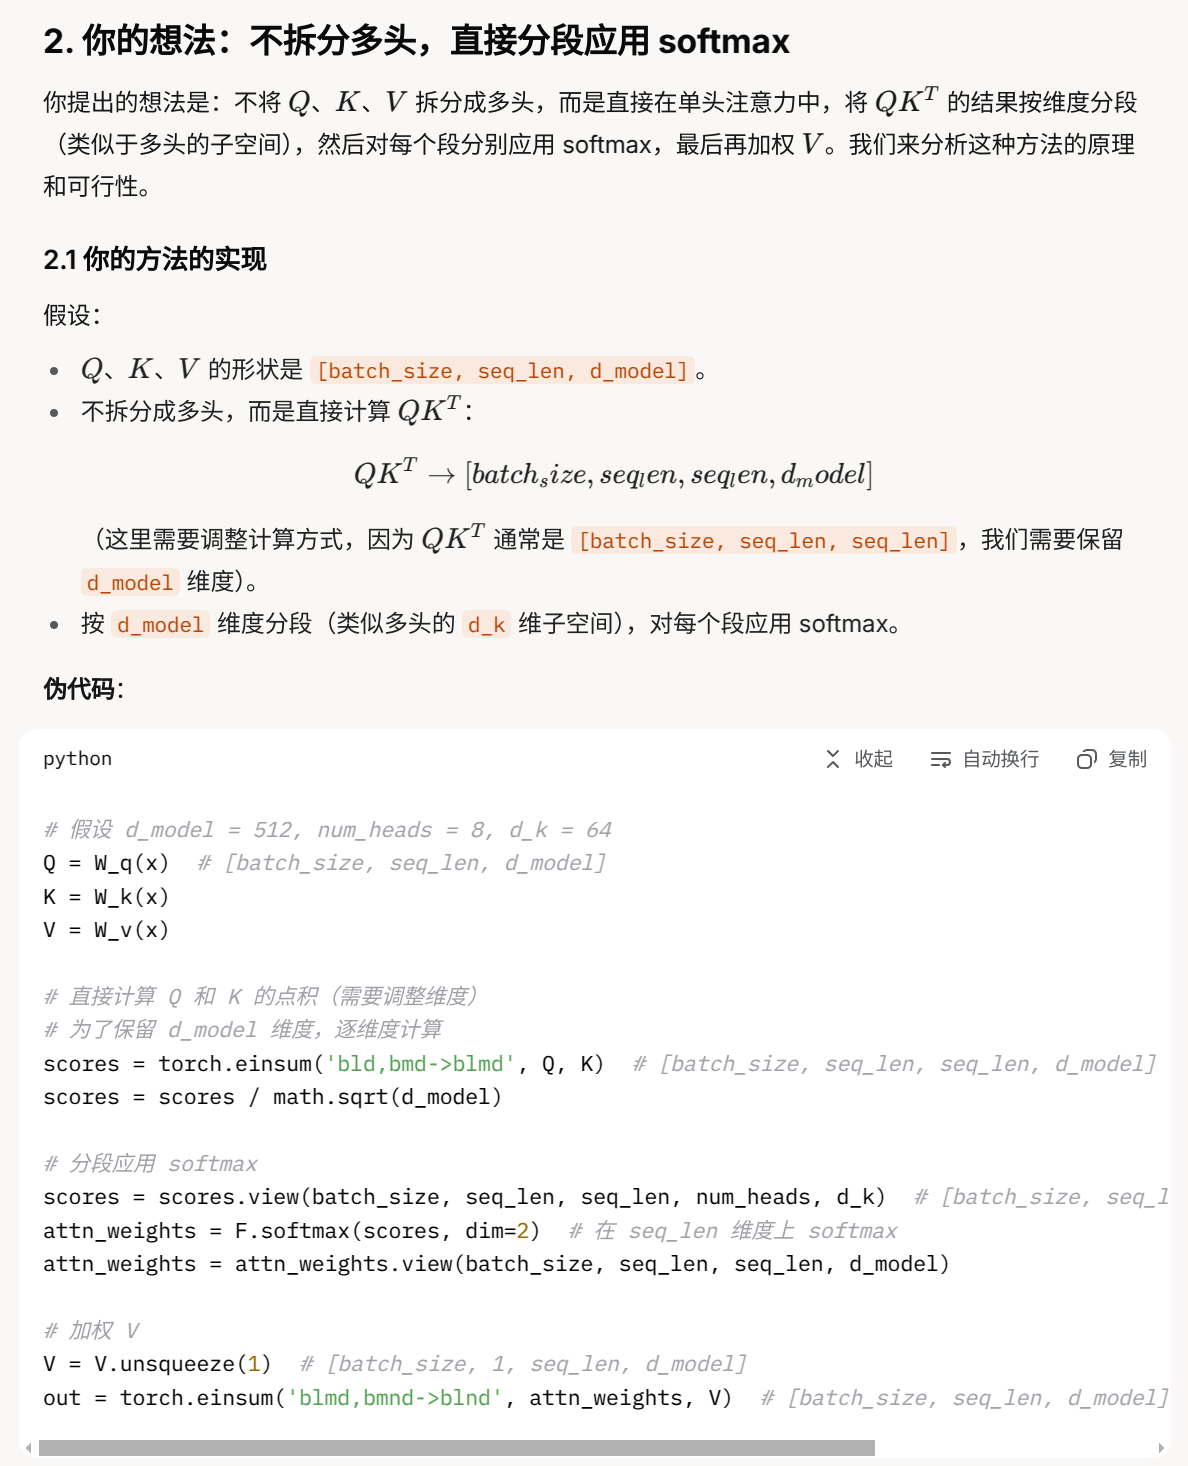 2. 你的想法：不拆分多头，直接分段应用 softmax
你提出的想法是：不将 Q、K、V 拆分成多头，而是直接在单头注意力中，将 QK^T 的结果按维度分段
（类似于多头的子空间），然后对每个段分别应用 softmax，最后再加权 V。我们来分析这种方法的原理
和可行性。
2.1 你的方法的实现
假设：
• Q、K、V 的形状是 [batch_size, seq_len, d_model]。
• 不拆分成多头，而是直接计算 QK^T：
QK^T → [batch_size, seq_len, seq_len, d_model]
（这里需要调整计算方式，因为 QK^T 通常是 [batch_size, seq_len, seq_len]，我们需要保留
d_model 维度）。
• 按 d_model 维度分段（类似多头的 d_k 维子空间），对每个段应用 softmax。
伪代码：
python 收起 自动换行 复制
# 假设 d_model = 512, num_heads = 8, d_k = 64
Q = W_q(x)  # [batch_size, seq_len, d_model]
K = W_k(x)
V = W_v(x)
# 直接计算 Q 和 K 的点积（需要调整维度）
# 为了保留 d_model 维度，逐维度计算
scores = torch.einsum('bld,bmd->blmd', Q, K)  # [batch_size, seq_len, seq_len, d_model]
scores = scores / math.sqrt(d_model)
# 分段应用 softmax
scores = scores.view(batch_size, seq_len, seq_len, num_heads, d_k)  # [batch_size, seq_l
attn_weights = F.softmax(scores, dim=2)  # 在 seq_len 维度上 softmax
attn_weights = attn_weights.view(batch_size, seq_len, seq_len, d_model)
# 加权 V
V = V.unsqueeze(1)  # [batch_size, 1, seq_len, d_model]
out = torch.einsum('blmd,bmnd->blnd', attn_weights, V)  # [batch_size, seq_len, d_model]